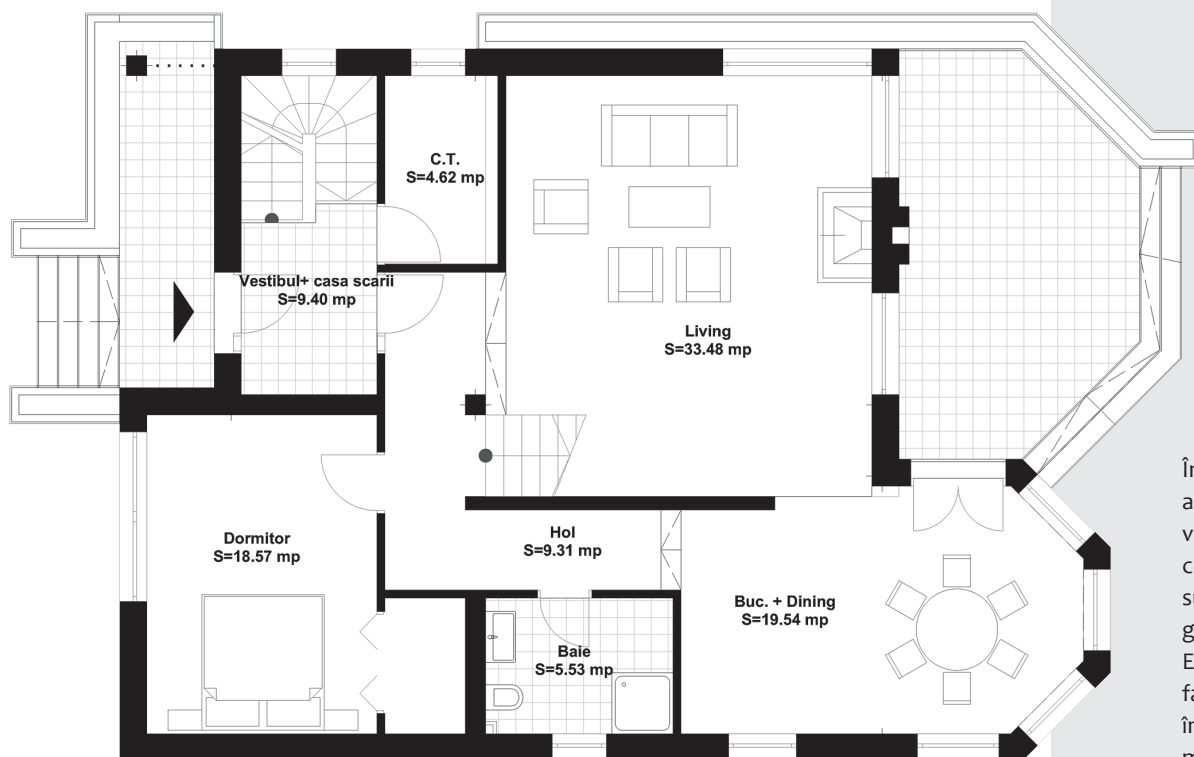 C.T.
S=4.62 mp
Vestibul+ casa scarii
S=9.40 mp
Living
S=33.48 mp
Dormitor
S=18.57 mp
Hol
S=9.31 mp
Buc. + Dining
S=19.54 mp
Baie
S=5.53 mp